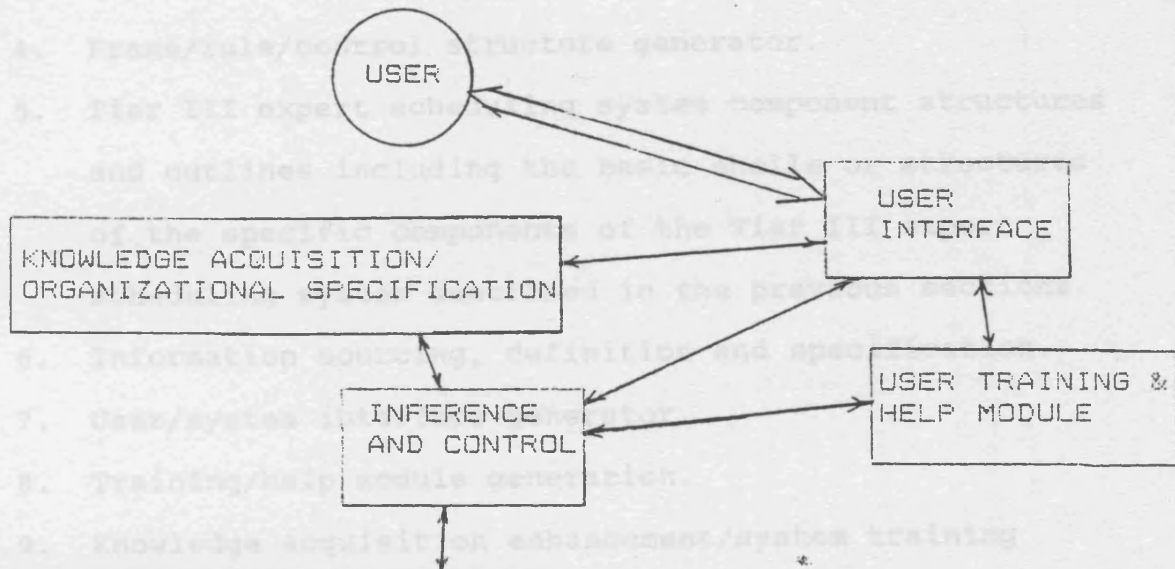 4. Frame/rule/control structure generator.
USER
5. Tier III expert scheduling system component structures
and outlines including the basic shells or structures
USER
INTERFACE
of the specific components of the Tier III
KNOWLEDGE ACQUISITION/
ORGANIZATIONAL SPECIFICATION
in the previous sections.
6. Information sourcing, definition and specification.
USER TRAINING &
HELP MODULE
INFERENCE
AND CONTROL
7. User/system generator.
8. Training/help module generation.
9. Knowledge acquisition enhancement/system training